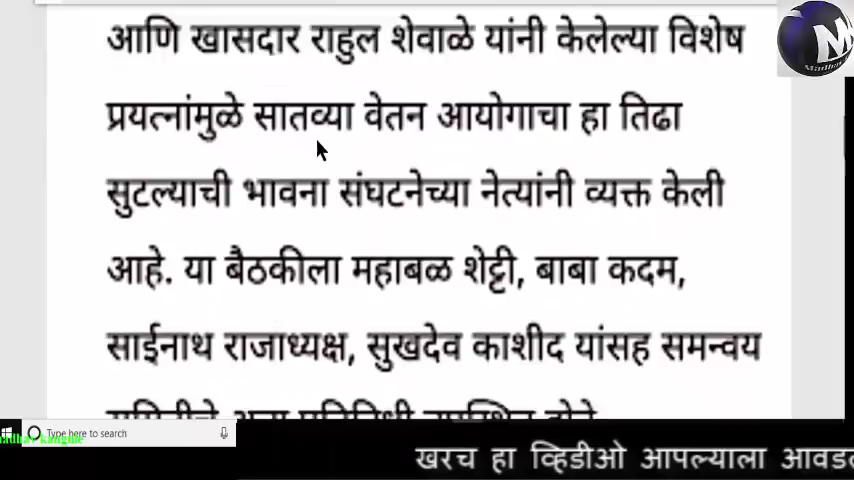 आणि खासदार राहुल शेवाळे यांनी केलेल्या विशेष
प्रयत्नांमुळे सातव्या वेतन आयोगाचा हा तिढा
सुटल्याची भावना संघटनेच्या नेत्यांनी व्यक्त केली
आहे. या बैठकीला महाबळ शेट्टी, बाबा कदम,
साईनाथ राजाध्यक्ष, सुखदेव काशीद यांसह समन्वय
Type here to search
खरच हा व्हिडीओ आपल्याला आवडल